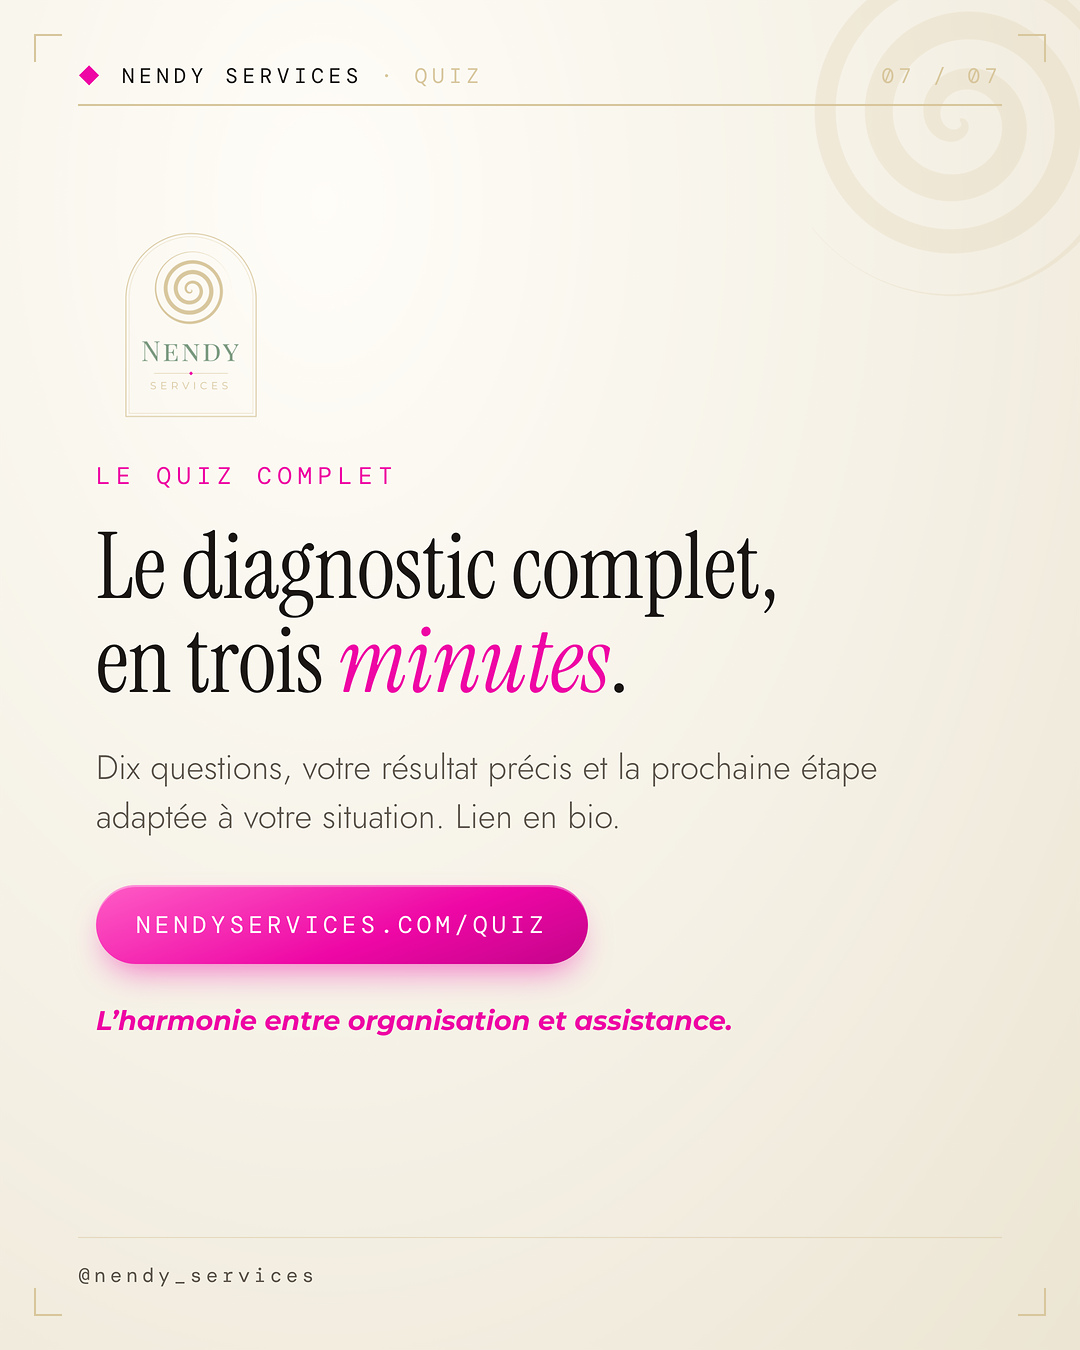 NENDY SERVICES · QUIZ
07 / 07
NENDY
SERVICES
LE QUIZ COMPLET
Le diagnostic complet,
en trois minutes.
Dix questions, votre résultat précis et la prochaine étape
adaptée à votre situation. Lien en bio.
NENDYSERVICES.COM/QUIZ
L’harmonie entre organisation et assistance.
@nendy_services